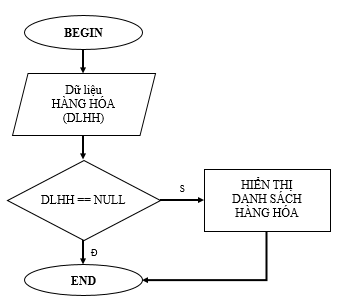 BEGIN
Dữ liệu
HÀNG HÓA
(DLHH)
DLHH == NULL
S
HIỂN THỊ
DANH SÁCH
HÀNG HÓA
Đ
END